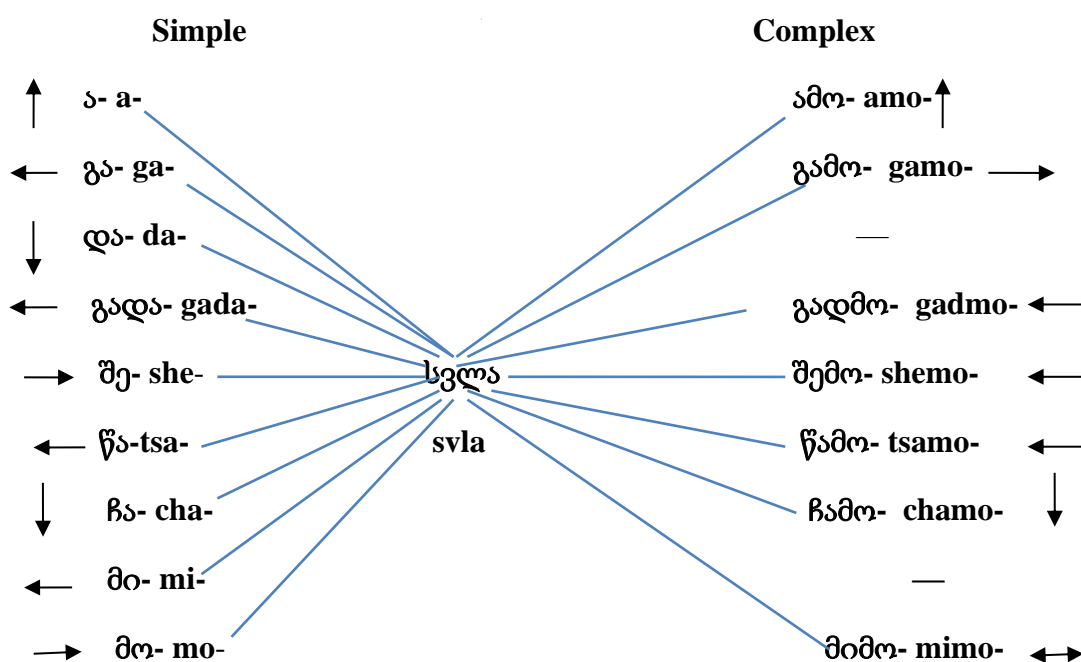 Simple Complex
ა- a- ამო- amo-
გა- ga- გამო- gamo-
და- da- —
გადა- gada- გადმო- gadmo-
შე- she- სვლა შემო- shemo-
წა-tsa- svla წამო- tsamo-
ჩა- cha- ჩამო- chamo-
მი- mi- —
მო- mo- მიმო- mimo-